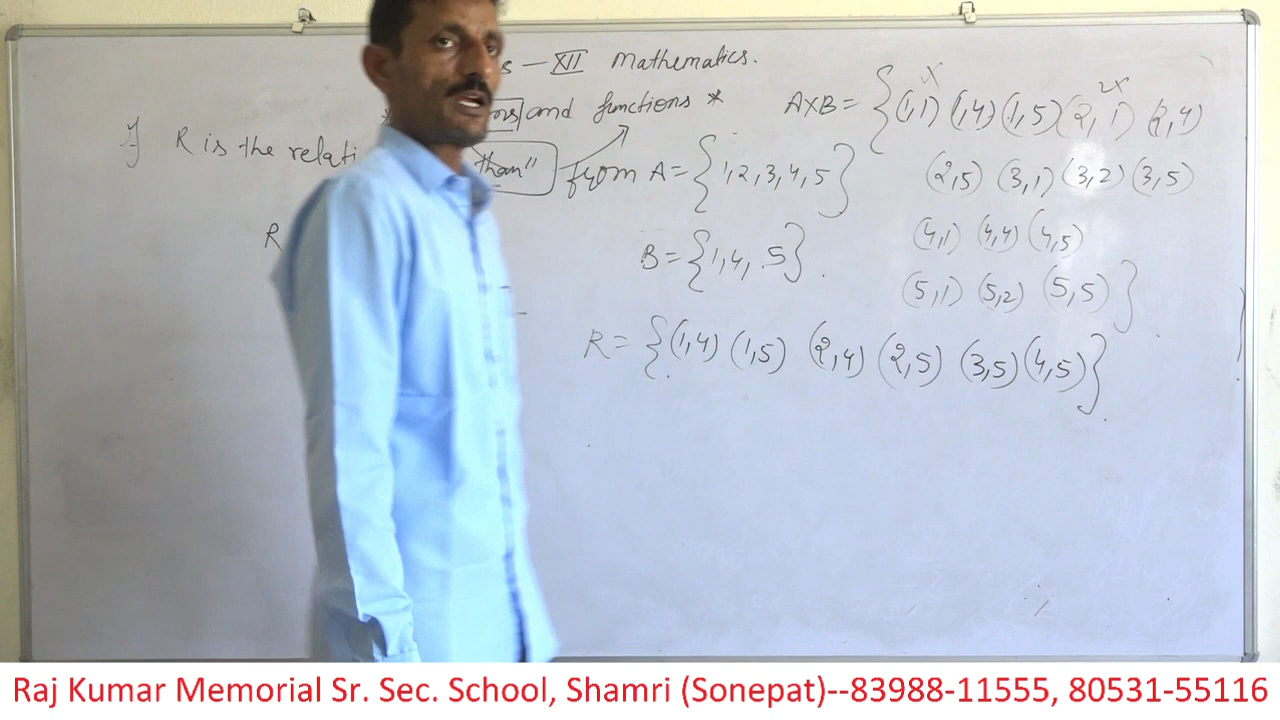 s – XII Mathematics.
and functions *
If R is the relati than" from A = {1,2,3,4,5}
B = {1,4, 5}.
R
A×B = {(1,1) (1,4) (1,5) (2,1) (2,4)
(2,5) (3,1) (3,2) (3,5)
(4,1) (4,4) (4,5)
(5,1) (5,2) (5,5)}
R = {(1,4) (1,5) (2,4) (2,5) (3,5) (4,5)}
Raj Kumar Memorial Sr. Sec. School, Shamri (Sonepat)--83988-11555, 80531-55116